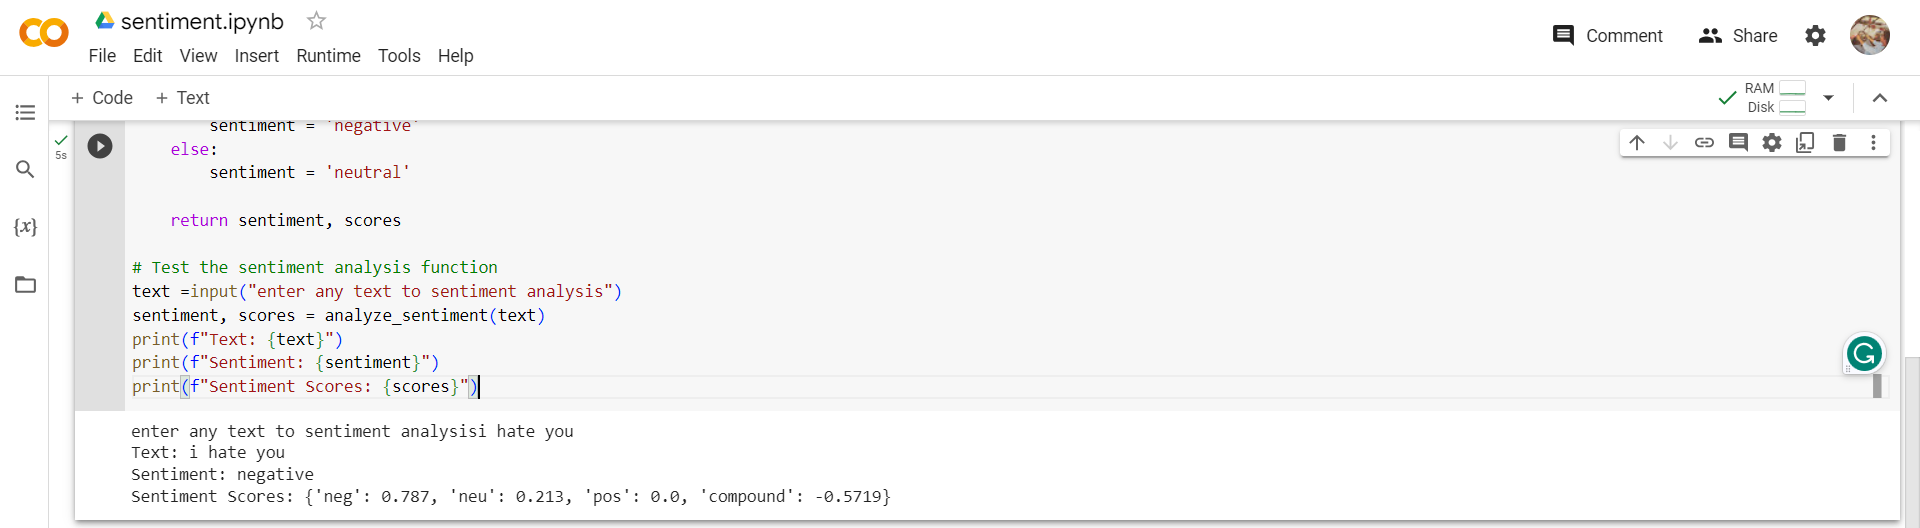 sentiment.ipynb
File Edit View Insert Runtime Tools Help
Comment Share
+ Code + Text
RAM
Disk
5s
sentiment = 'negative'
else:
sentiment = 'neutral'
return sentiment, scores
# Test the sentiment analysis function
text =input("enter any text to sentiment analysis")
sentiment, scores = analyze_sentiment(text)
print(f"Text: {text}")
print(f"Sentiment: {sentiment}")
print(f"Sentiment Scores: {scores}")
enter any text to sentiment analysisi hate you
Text: i hate you
Sentiment: negative
Sentiment Scores: {'neg': 0.787, 'neu': 0.213, 'pos': 0.0, 'compound': -0.5719}